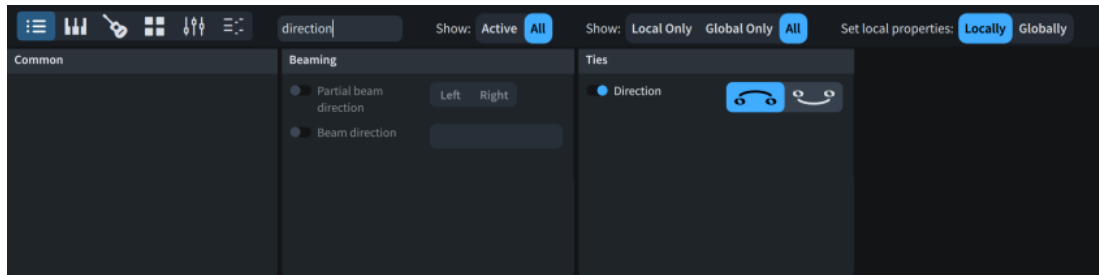 direction
Show: Active All
Show: Local Only Global Only All
Set local properties: Locally Globally
Common
Beaming
Partial beam
direction
Left Right
Beam direction
Ties
Direction